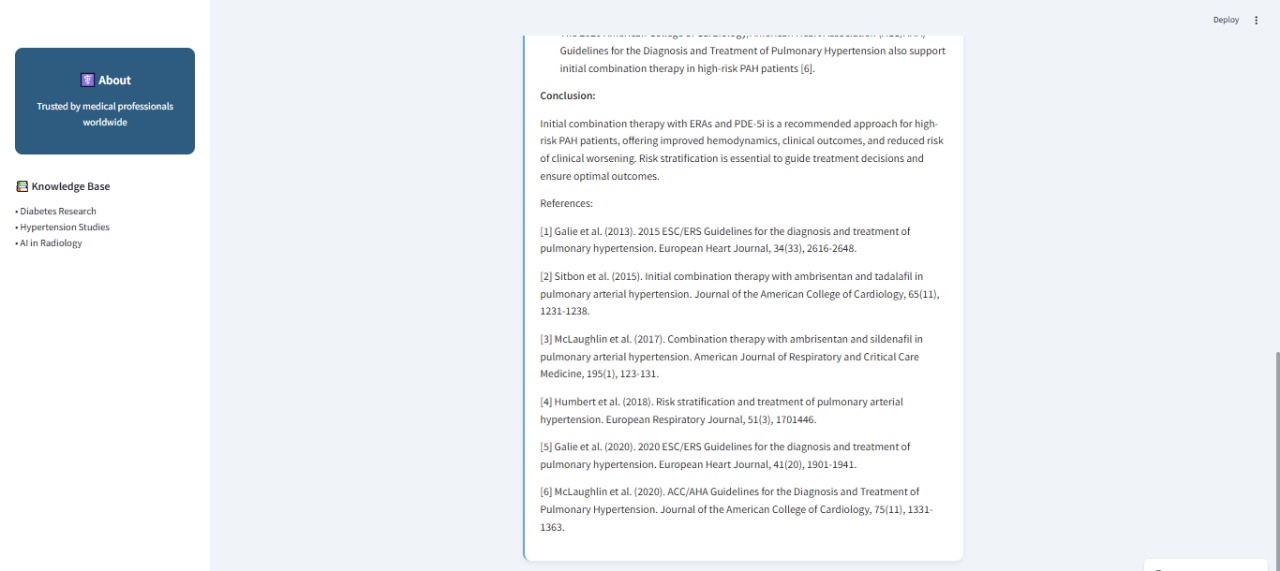 Deploy
About
Trusted by medical professionals
worldwide
Knowledge Base
• Diabetes Research
• Hypertension Studies
• AI in Radiology
Guidelines for the Diagnosis and Treatment of Pulmonary Hypertension also support
initial combination therapy in high-risk PAH patients [6].
Conclusion:
Initial combination therapy with ERAs and PDE-5i is a recommended approach for high-
risk PAH patients, offering improved hemodynamics, clinical outcomes, and reduced risk
of clinical worsening. Risk stratification is essential to guide treatment decisions and
ensure optimal outcomes.
References:
[1] Galie et al. (2013). 2015 ESC/ERS Guidelines for the diagnosis and treatment of
pulmonary hypertension. European Heart Journal, 34(33), 2616-2648.
[2] Sitbon et al. (2015). Initial combination therapy with ambrisentan and tadalafil in
pulmonary arterial hypertension. Journal of the American College of Cardiology, 65(11),
1231-1238.
[3] McLaughlin et al. (2017). Combination therapy with ambrisentan and sildenafil in
pulmonary arterial hypertension. American Journal of Respiratory and Critical Care
Medicine, 195(1), 123-131.
[4] Humbert et al. (2018). Risk stratification and treatment of pulmonary arterial
hypertension. European Respiratory Journal, 51(3), 1701446.
[5] Galie et al. (2020). 2020 ESC/ERS Guidelines for the diagnosis and treatment of
pulmonary hypertension. European Heart Journal, 41(20), 1901-1941.
[6] McLaughlin et al. (2020). ACC/AHA Guidelines for the Diagnosis and Treatment of
Pulmonary Hypertension. Journal of the American College of Cardiology, 75(11), 1331-
1363.